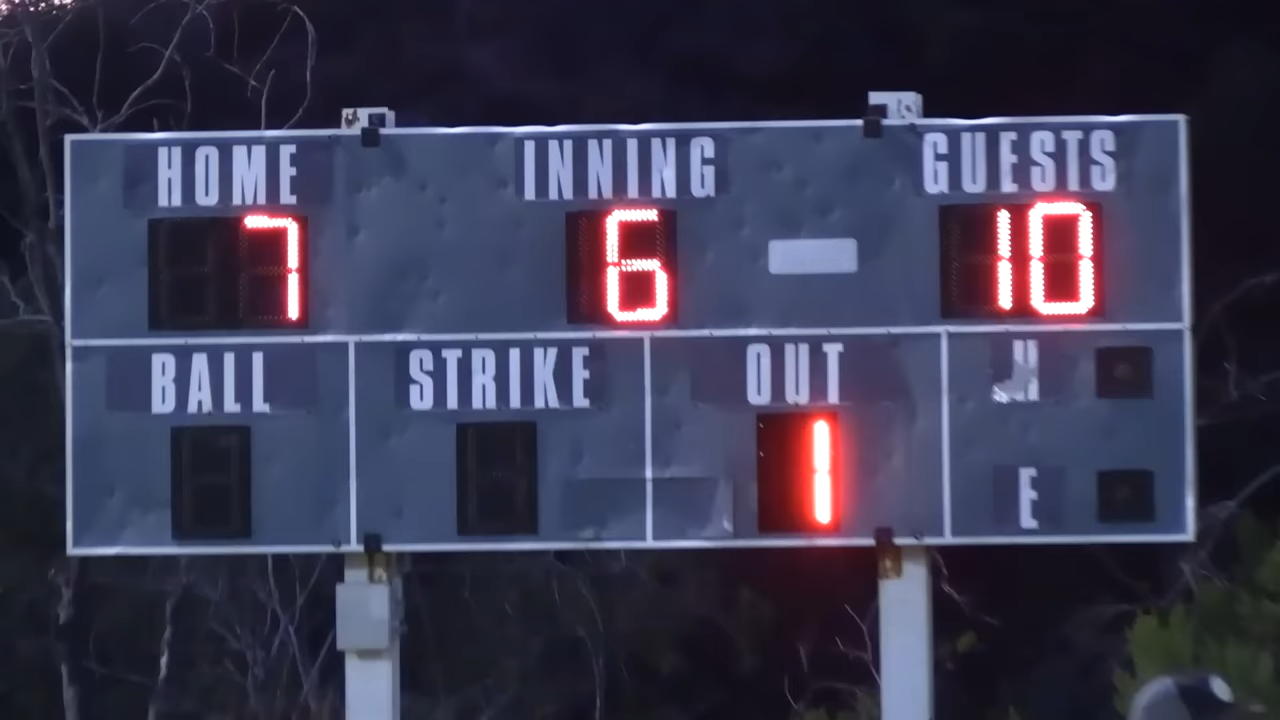 HOME INNING GUESTS
7 6 10
BALL STRIKE OUT H
1
E